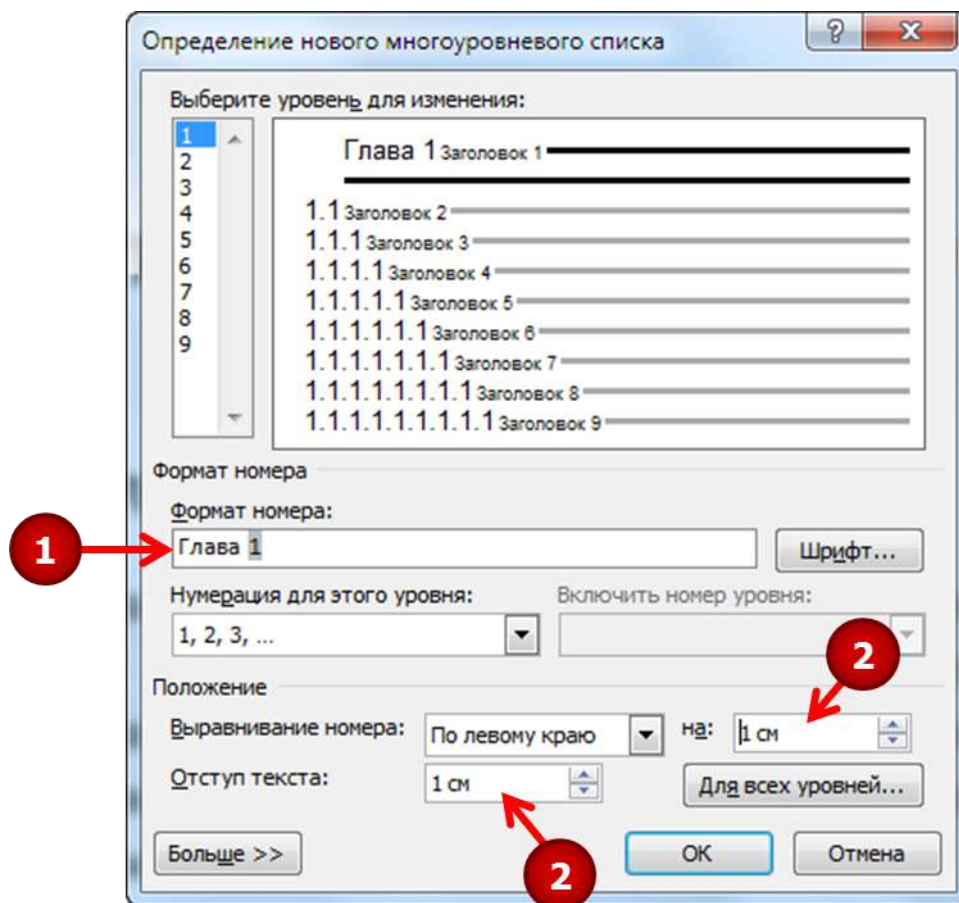 Определение нового многоуровневого списка
Выберите уровень для изменения:
1
2
3
4
5
6
7
8
9
Глава 1 Заголовок 1
1.1 Заголовок 2
1.1.1 Заголовок 3
1.1.1.1 Заголовок 4
1.1.1.1.1 Заголовок 5
1.1.1.1.1.1 Заголовок 6
1.1.1.1.1.1.1 Заголовок 7
1.1.1.1.1.1.1.1 Заголовок 8
1.1.1.1.1.1.1.1.1 Заголовок 9
Формат номера
Формат номера:
1
Глава 1
Шрифт...
Нумерация для этого уровня:
Включить номер уровня:
1, 2, 3, ...
2
Положение
Выравнивание номера:
По левому краю
на:
1 см
Отступ текста:
1 см
Для всех уровней...
Больше >>
2
ОК
Отмена